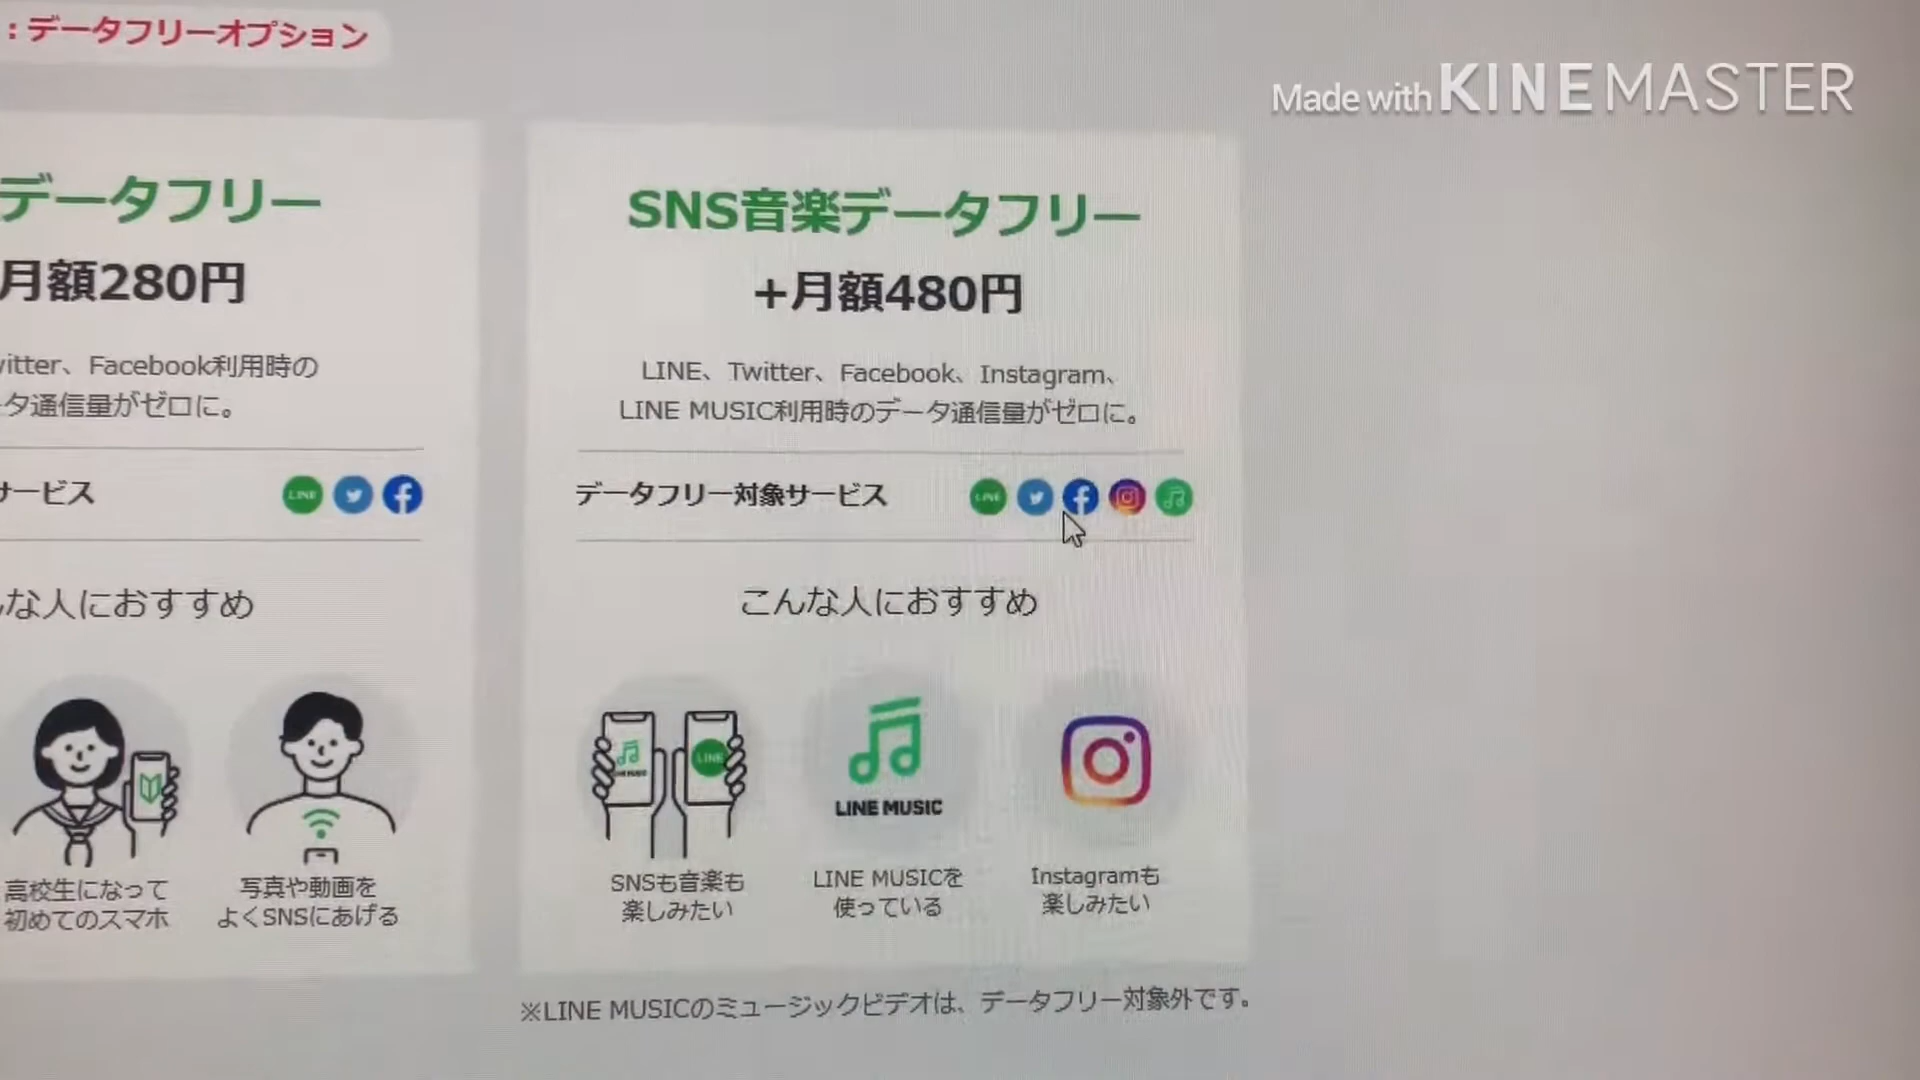 ：データフリーオプション
Made with KINEMASTER
データフリー
月額280円
itter、Facebook利用時の
タ通信量がゼロに。
サービス
LINE
な人におすすめ
高校生になって
初めてのスマホ
写真や動画を
よくSNSにあげる
SNS音楽データフリー
+月額480円
LINE、Twitter、Facebook、Instagram、
LINE MUSIC利用時のデータ通信量がゼロに。
データフリー対象サービス
LINE
こんな人におすすめ
LINE
LINE MUSIC
SNSも音楽も
楽しみたい
LINE MUSICを
使っている
Instagramも
楽しみたい
※LINE MUSICのミュージックビデオは、データフリー対象外です。